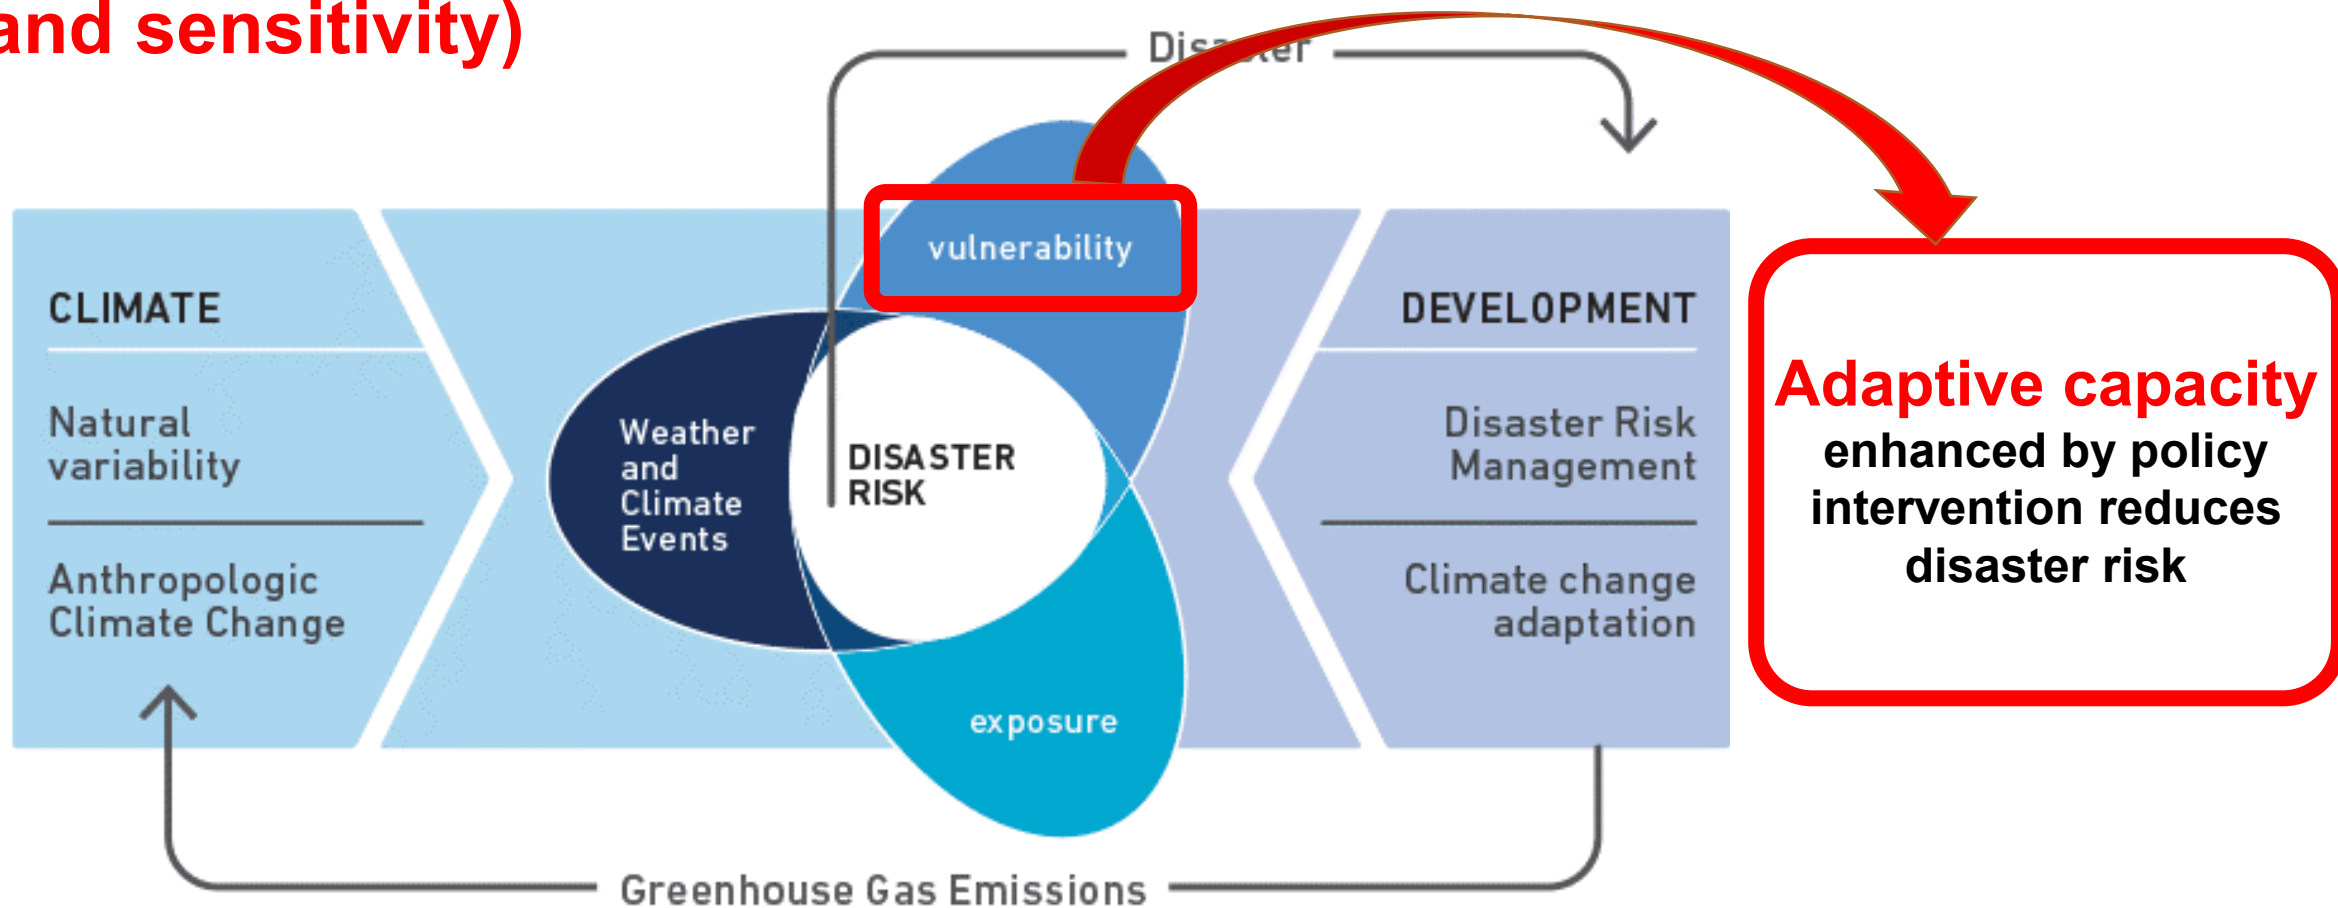 and sensitivity)
Disaster
vulnerability
CLIMATE
Natural
variability
Anthropologic
Climate Change
Weather
and
Climate
Events
DISASTER
RISK
exposure
DEVELOPMENT
Disaster Risk
Management
Climate change
adaptation
Adaptive capacity
enhanced by policy
intervention reduces
disaster risk
Greenhouse Gas Emissions